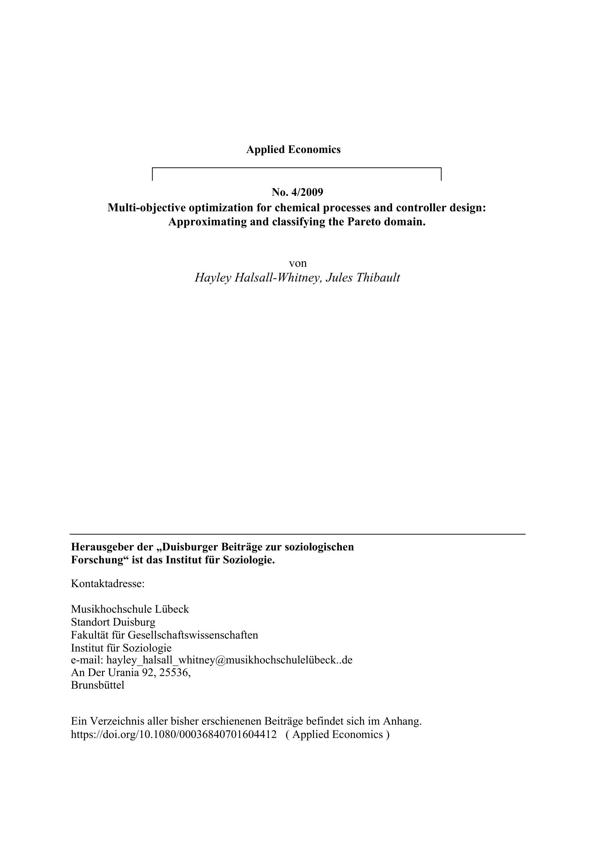 Applied Economics
No. 4/2009
Multi-objective optimization for chemical processes and controller design:
Approximating and classifying the Pareto domain.
von
Hayley Halsall-Whitney, Jules Thibault
Herausgeber der „Duisburger Beiträge zur soziologischen
Forschung“ ist das Institut für Soziologie.
Kontaktadresse:
Musikhochschule Lübeck
Standort Duisburg
Fakultät für Gesellschaftswissenschaften
Institut für Soziologie
e-mail: hayley_halsall_whitney@musikhochschulelübeck..de
An Der Urania 92, 25536,
Brunsbüttel
Ein Verzeichnis aller bisher erschienenen Beiträge befindet sich im Anhang.
https://doi.org/10.1080/00036840701604412 ( Applied Economics )